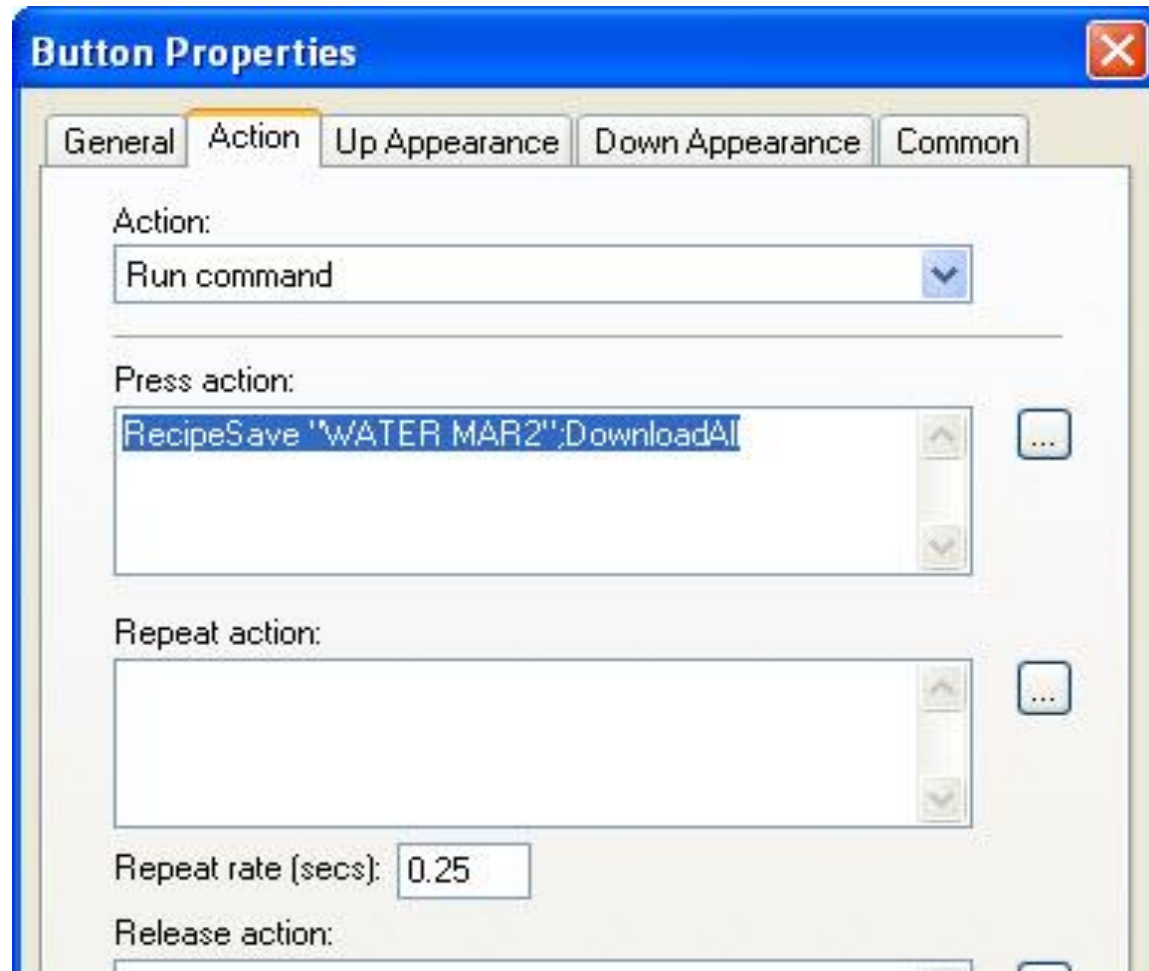 Button Properties
General Action Up Appearance Down Appearance Common
Action:
Run command
Press action:
RecipeSave "WATER MAR2";DownloadAll
...
Repeat action:
...
Repeat rate (secs): 0.25
Release action: